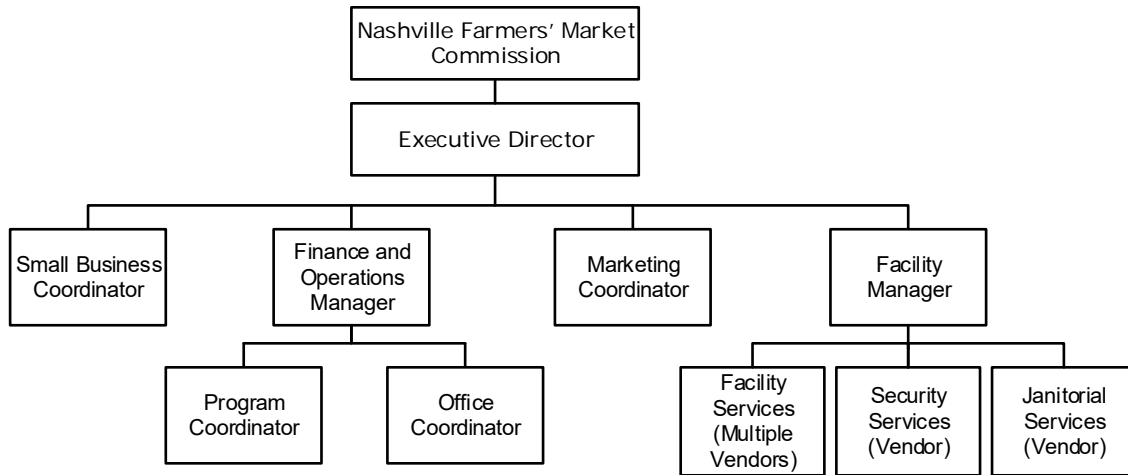 Nashville Farmers’ Market
Commission
Executive Director
Small Business
Coordinator
Finance and
Operations
Manager
Marketing
Coordinator
Facility
Manager
Program
Coordinator
Office
Coordinator
Facility
Services
(Multiple
Vendors)
Security
Services
(Vendor)
Janitorial
Services
(Vendor)